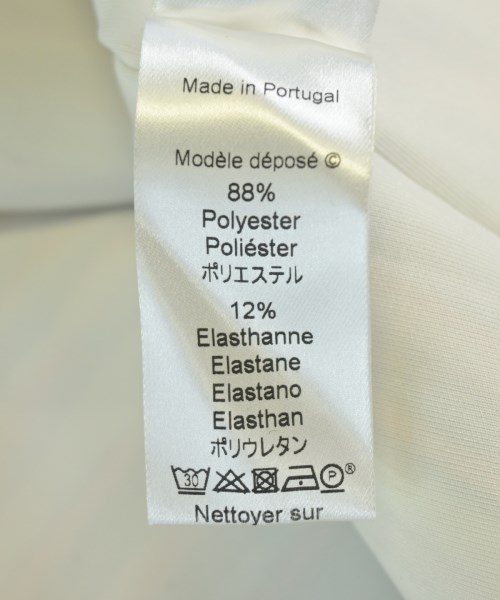 Made in Portugal
Modèle déposé ©
88%
Polyester
Poliéster
ポリエステル
12%
Elasthanne
Elastane
Elastano
Elasthan
ポリウレタン
30 P ®
Nettoyer sur